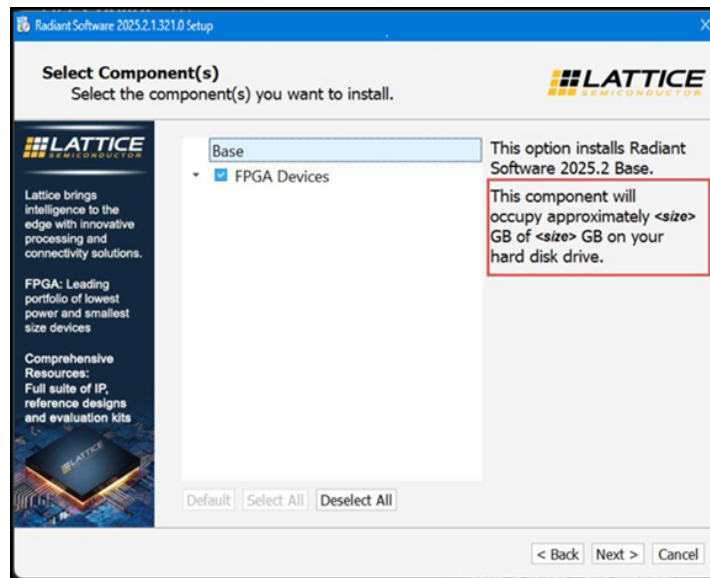 Radiant Software 2025.2.1.321.0 Setup
X
Select Component(s)
Select the component(s) you want to install.
LATTICE
SEMICONDUCTOR
LATTICE
SEMICONDUCTOR
Lattice brings
intelligence to the
edge with innovative
processing and
connectivity solutions.
FPGA: Leading
portfolio of lowest
power and smallest
size devices
Comprehensive
Resources:
Full suite of IP,
reference designs
and evaluation kits
LATTICE
Base
FPGA Devices
This option installs Radiant
Software 2025.2 Base.
This component will
occupy approximately <size>
GB of <size> GB on your
hard disk drive.
Default Select All Deselect All
< Back Next > Cancel